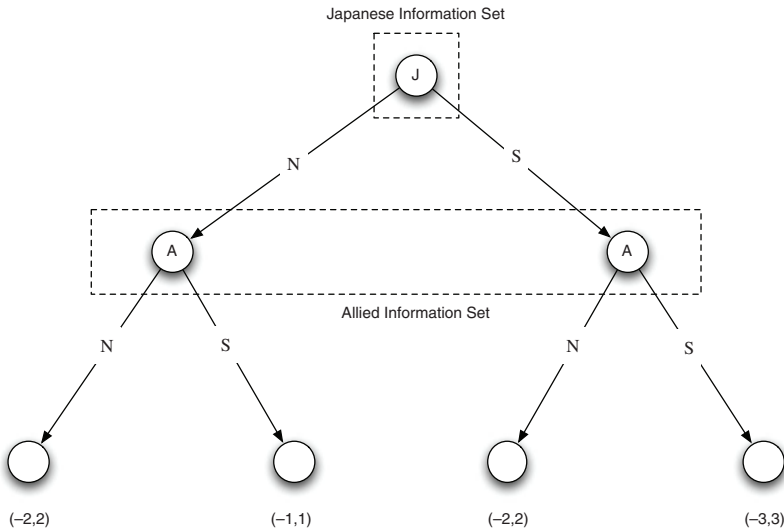 Japanese Information Set
J
N
S
A
A
Allied Information Set
N
S
N
S
(−2,2)
(−1,1)
(−2,2)
(−3,3)